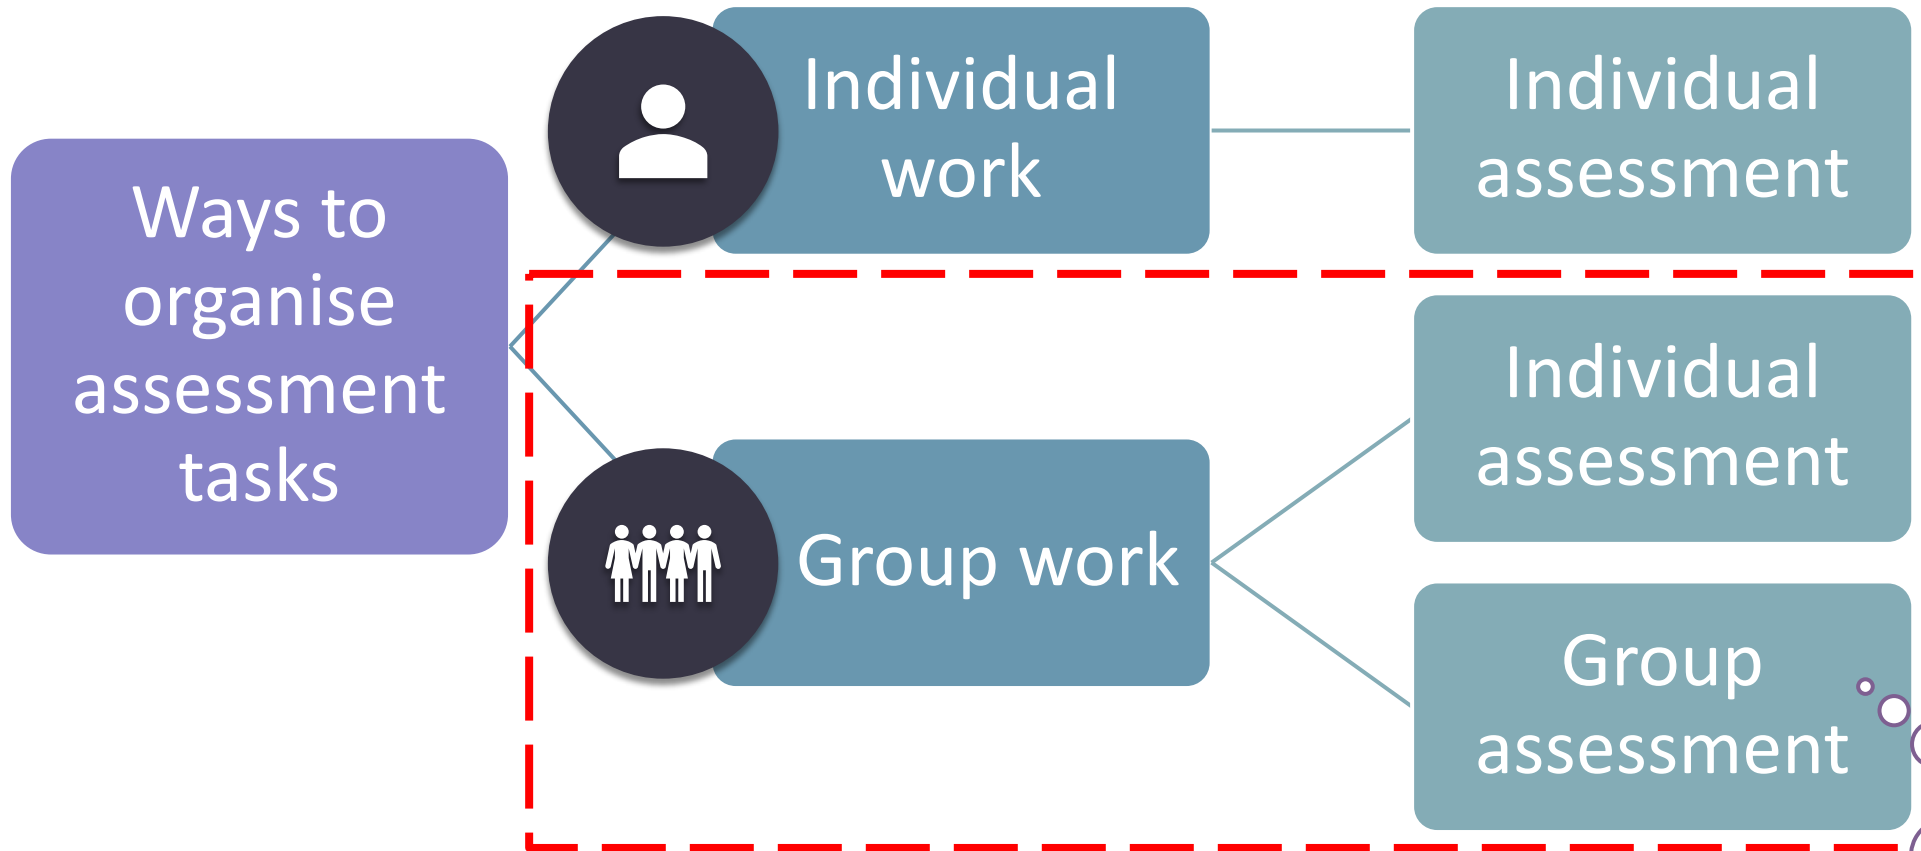 Ways to
organise
assessment
tasks
Individual
work
Individual
assessment
Group work
Individual
assessment
Group
assessment